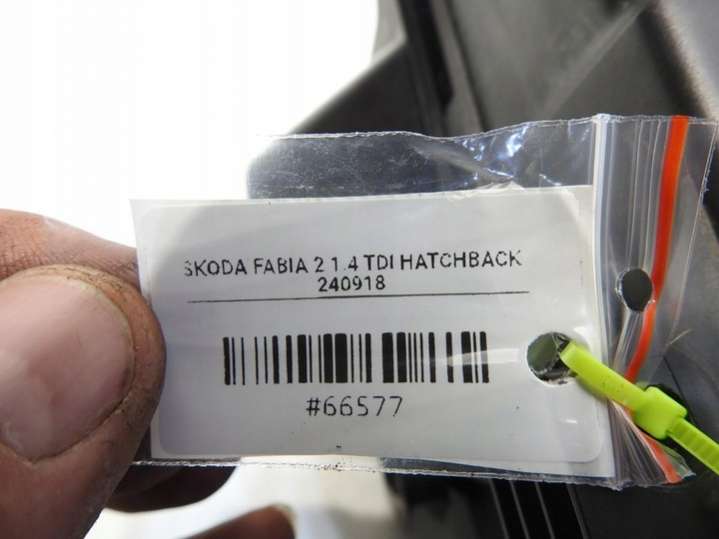 SKODA FABIA 2 1.4 TDI HATCHBACK
240918
#66577